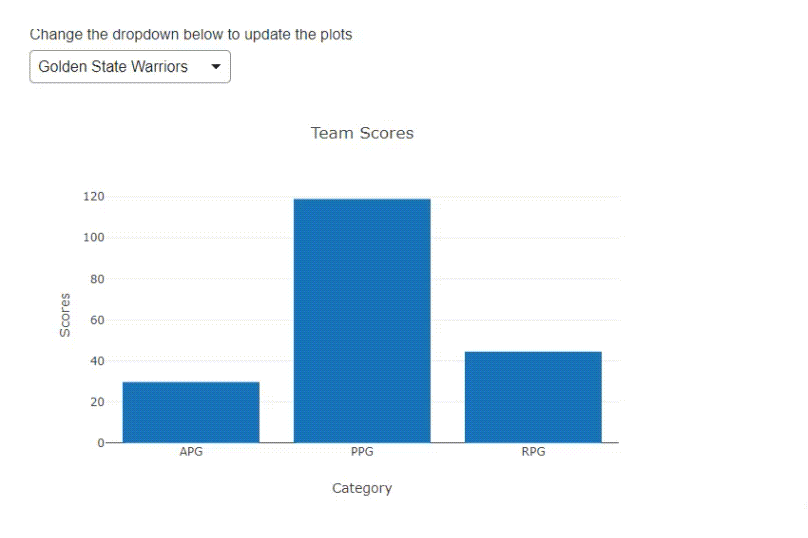 Change the dropdown below to update the plots
Golden State Warriors
Team Scores
120
100
80
60
40
20
0
Scores
APG PPG RPG
Category